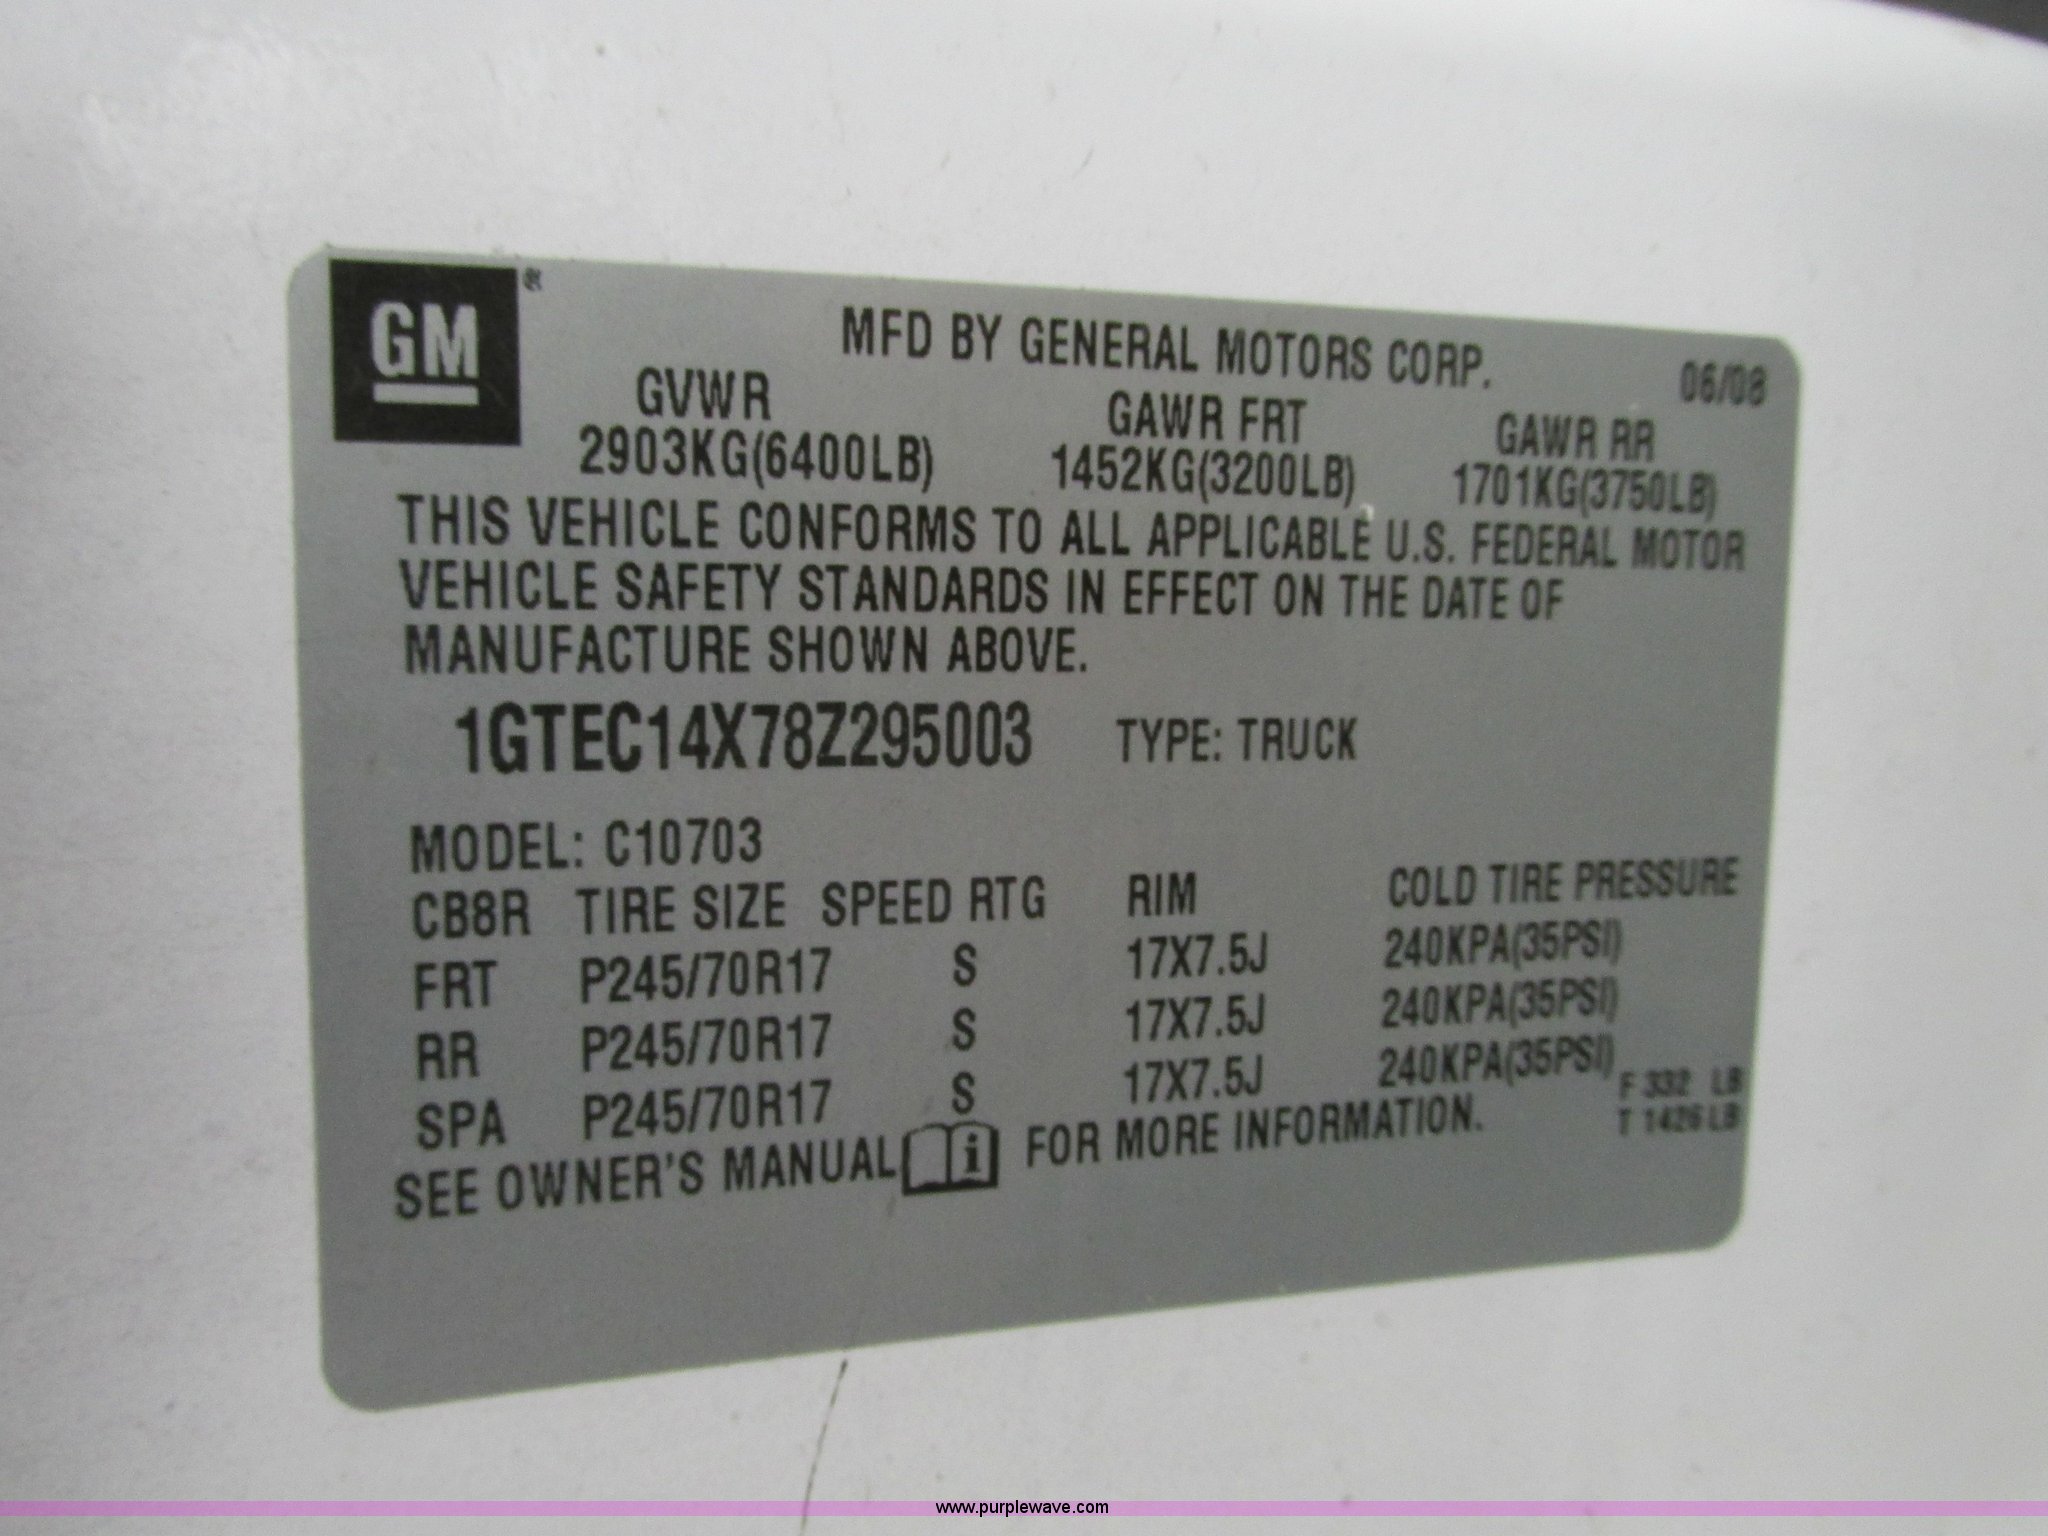 GM
MFD BY GENERAL MOTORS CORP.
06/08
GVWR GAWR FRT GAWR RR
2903KG(6400LB) 1452KG(3200LB) 1701KG(3750LB)
THIS VEHICLE CONFORMS TO ALL APPLICABLE U.S. FEDERAL MOTOR
VEHICLE SAFETY STANDARDS IN EFFECT ON THE DATE OF
MANUFACTURE SHOWN ABOVE.
1GTEC14X78Z295003 TYPE: TRUCK
MODEL: C10703
CB8R TIRE SIZE SPEED RTG RIM COLD TIRE PRESSURE
FRT P245/70R17 S 17X7.5J 240KPA(35PSI)
RR P245/70R17 S 17X7.5J 240KPA(35PSI)
SPA P245/70R17 S 17X7.5J 240KPA(35PSI)
F 332 LB
T 1426 LB
SEE OWNER'S MANUAL i FOR MORE INFORMATION.
www.purplewave.com